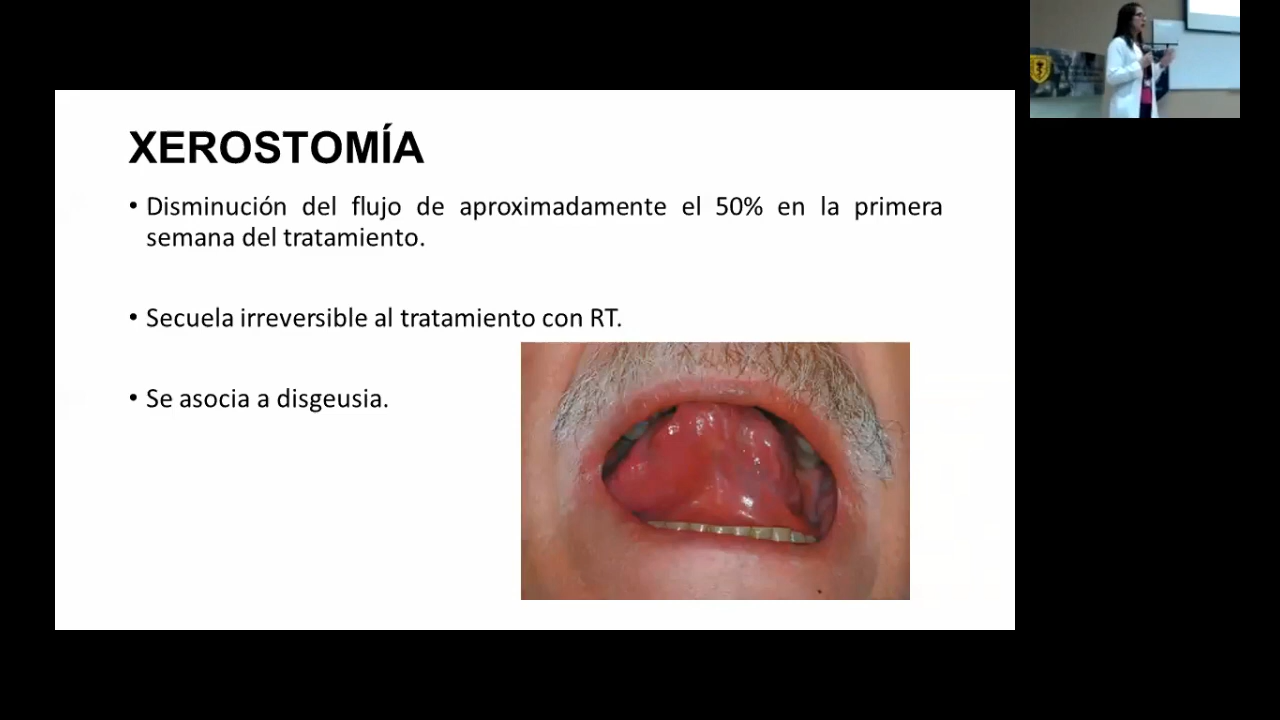 XEROSTOMÍA
• Disminución del flujo de aproximadamente el 50% en la primera
semana del tratamiento.
• Secuela irreversible al tratamiento con RT.
• Se asocia a disgeusia.